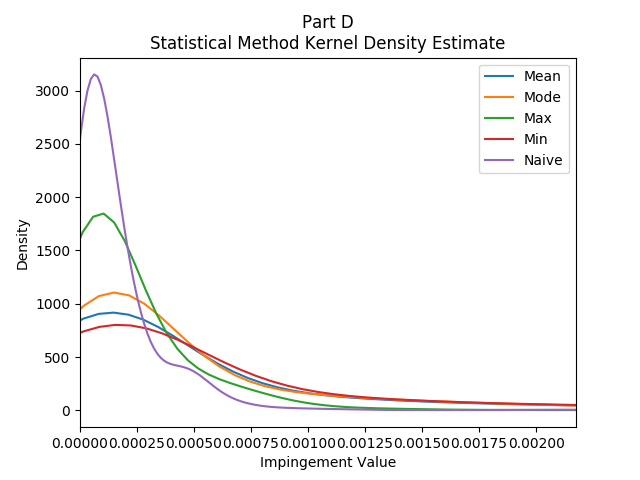 Part D
Statistical Method Kernel Density Estimate
Mean
Mode
Max
Min
Naive
3000
2500
2000
1500
1000
500
0
Density
0.00000 0.00025 0.00050 0.00075 0.00100 0.00125 0.00150 0.00175 0.00200
Impingement Value